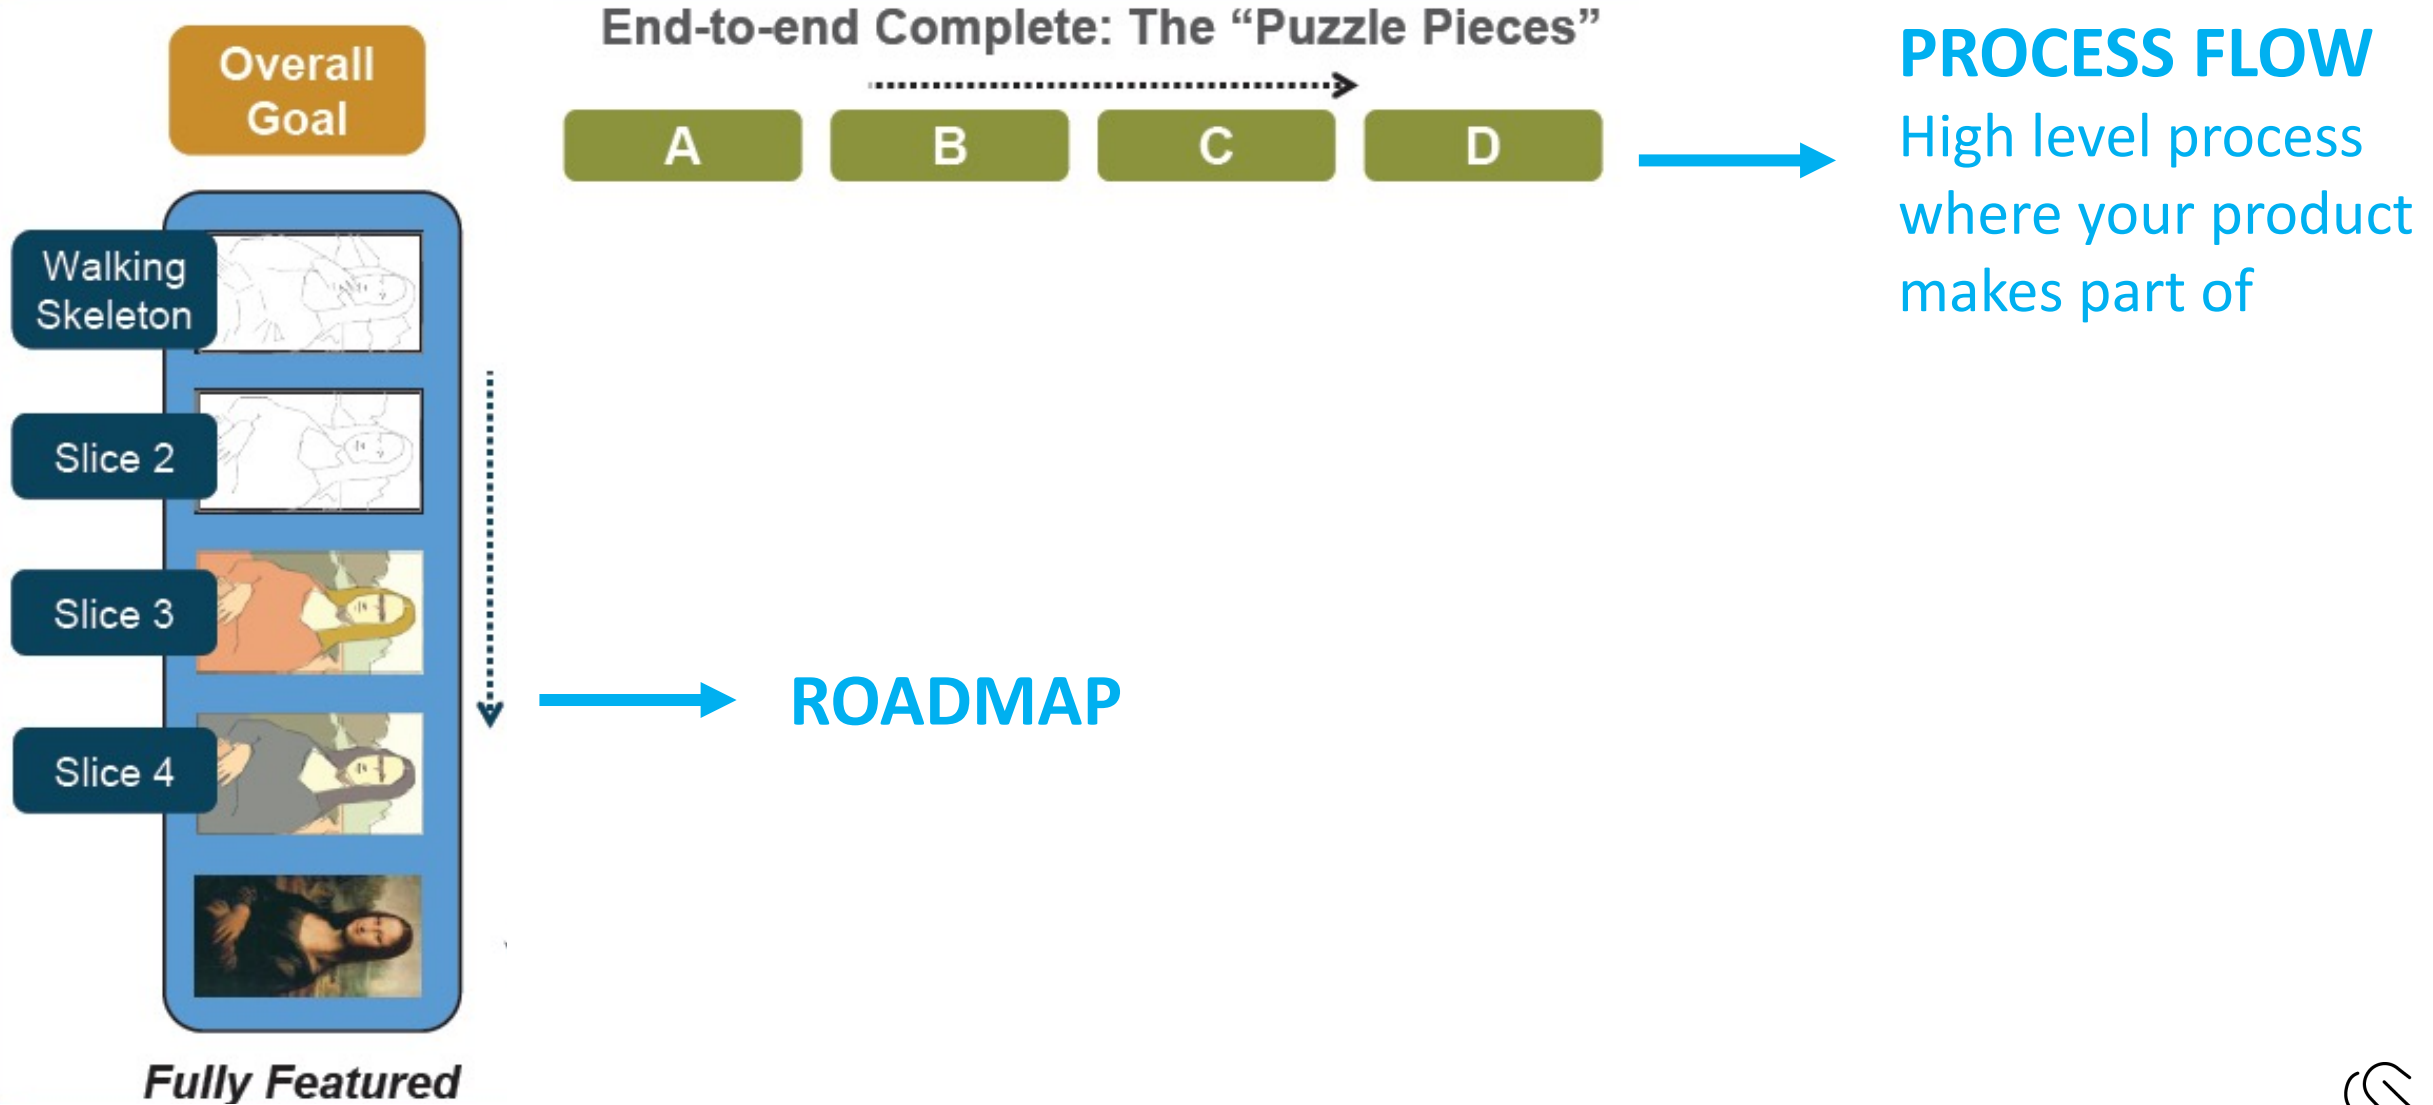 Overall
Goal
End-to-end Complete: The “Puzzle Pieces”
A
B
C
D
PROCESS FLOW
High level process
where your product
makes part of
Walking
Skeleton
Slice 2
Slice 3
Slice 4
ROADMAP
Fully Featured